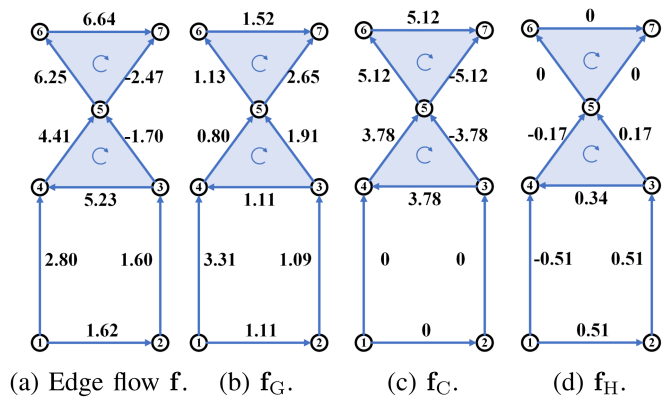 6.64 1.52 5.12 0
6 7 6 7 6 7 6 7
6.25 -2.47 1.13 2.65 5.12 -5.12 0 0
5 5 5 5
4.41 -1.70 0.80 1.91 3.78 -3.78 -0.17 0.17
4 3 4 3 4 3 4 3
5.23 1.11 3.78 0.34
2.80 1.60 3.31 1.09 0 0 -0.51 0.51
1.62 1.11 0 0.51
1 2 1 2 1 2 1 2
(a) Edge flow f. (b) f_G. (c) f_C. (d) f_H.